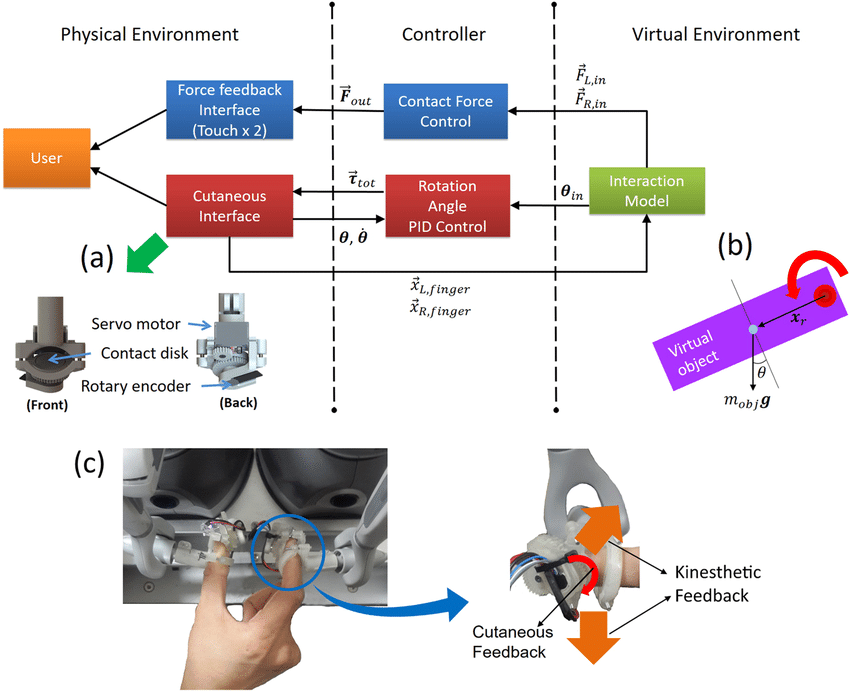 Physical Environment
Controller
Virtual Environment
Force feedback
Interface
(Touch x 2)
F⃗out
Contact Force
Control
F⃗L,in
F⃗R,in
User
Cutaneous
Interface
τ⃗tot
θ, θ̇
Rotation
Angle
PID Control
θin
Interaction
Model
x⃗L,finger
x⃗R,finger
(a)
Servo motor
Contact disk
Rotary encoder
(Front)
(Back)
(b)
Virtual
object
xr
θ
mobj g
(c)
Kinesthetic
Feedback
Cutaneous
Feedback